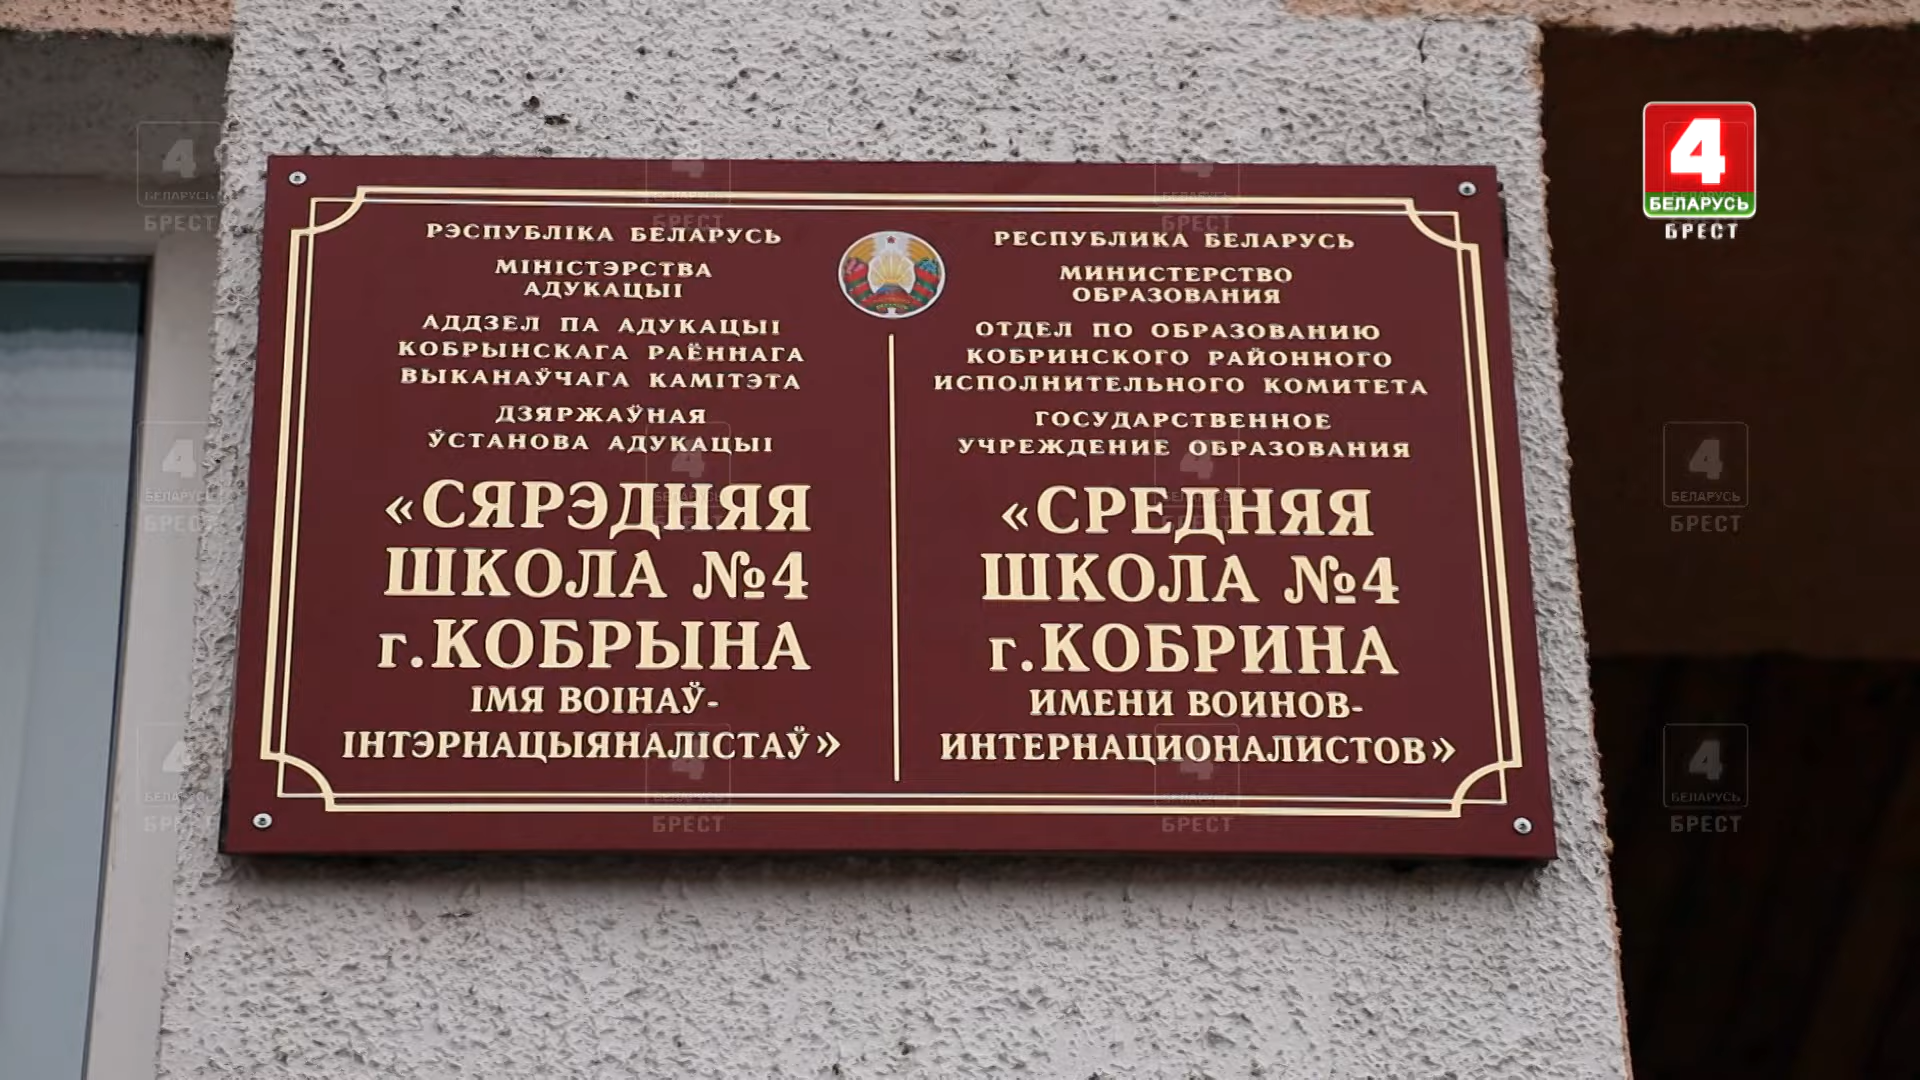 РЭСПУБЛІКА БЕЛАРУСЬ
МІНІСТЭРСТВА
АДУКАЦЫІ
АДДЗЕЛ ПА АДУКАЦЫІ
КОБРЫНСКАГА РАЁННАГА
ВЫКАНАЎЧАГА КАМІТЭТА
ДЗЯРЖАЎНАЯ
ЎСТАНОВА АДУКАЦЫІ
«СЯРЭДНЯЯ
ШКОЛА №4
г.КОБРЫНА
ІМЯ ВОІНАЎ-
ІНТЭРНАЦЫЯНАЛІСТАЎ»
РЕСПУБЛИКА БЕЛАРУСЬ
МИНИСТЕРСТВО
ОБРАЗОВАНИЯ
ОТДЕЛ ПО ОБРАЗОВАНИЮ
КОБРИНСКОГО РАЙОННОГО
ИСПОЛНИТЕЛЬНОГО КОМИТЕТА
ГОСУДАРСТВЕННОЕ
УЧРЕЖДЕНИЕ ОБРАЗОВАНИЯ
«СРЕДНЯЯ
ШКОЛА №4
г.КОБРИНА
ИМЕНИ ВОИНОВ-
ИНТЕРНАЦИОНАЛИСТОВ»
4
БЕЛАРУСЬ
БРЕСТ